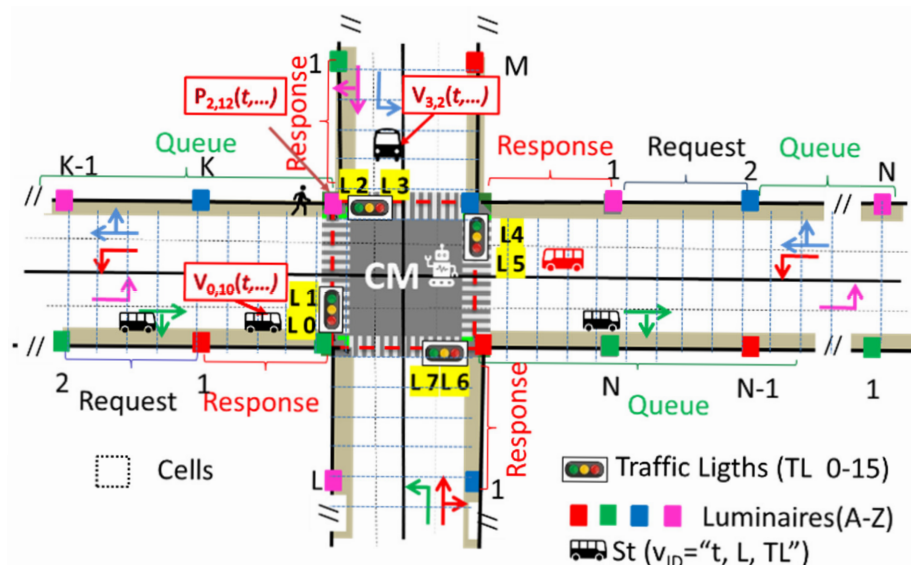 //
//
1
M
Response
P2,12(t,...)
V3,2(t,...)
Queue
K-1
K
Response
1
Request
2
Queue
N
//
//
L 2
L 3
L4
L 5
CM
V0,10(t,...)
L 1
L 0
//
//
2
1
L 7
L 6
N
N-1
1
Request
Response
Response
Queue
L
1
Cells
//
//
Traffic Ligths (TL 0-15)
Luminaires(A-Z)
St (vID="t, L, TL")